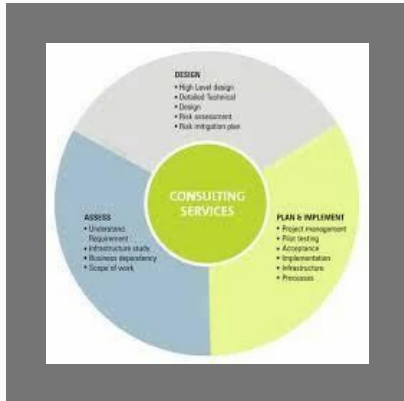 DESIGN
• High Level design
• Detailed Technical
• Design
• Risk assessment
• Risk mitigation plan
CONSULTING
SERVICES
ASSESS
• Understand
Requirement
• Infrastructure study
• Business dependency
• Scope of work
PLAN & IMPLEMENT
• Project management
• Pilot testing
• Acceptance
• Implementation
• Infrastructure
• Processes